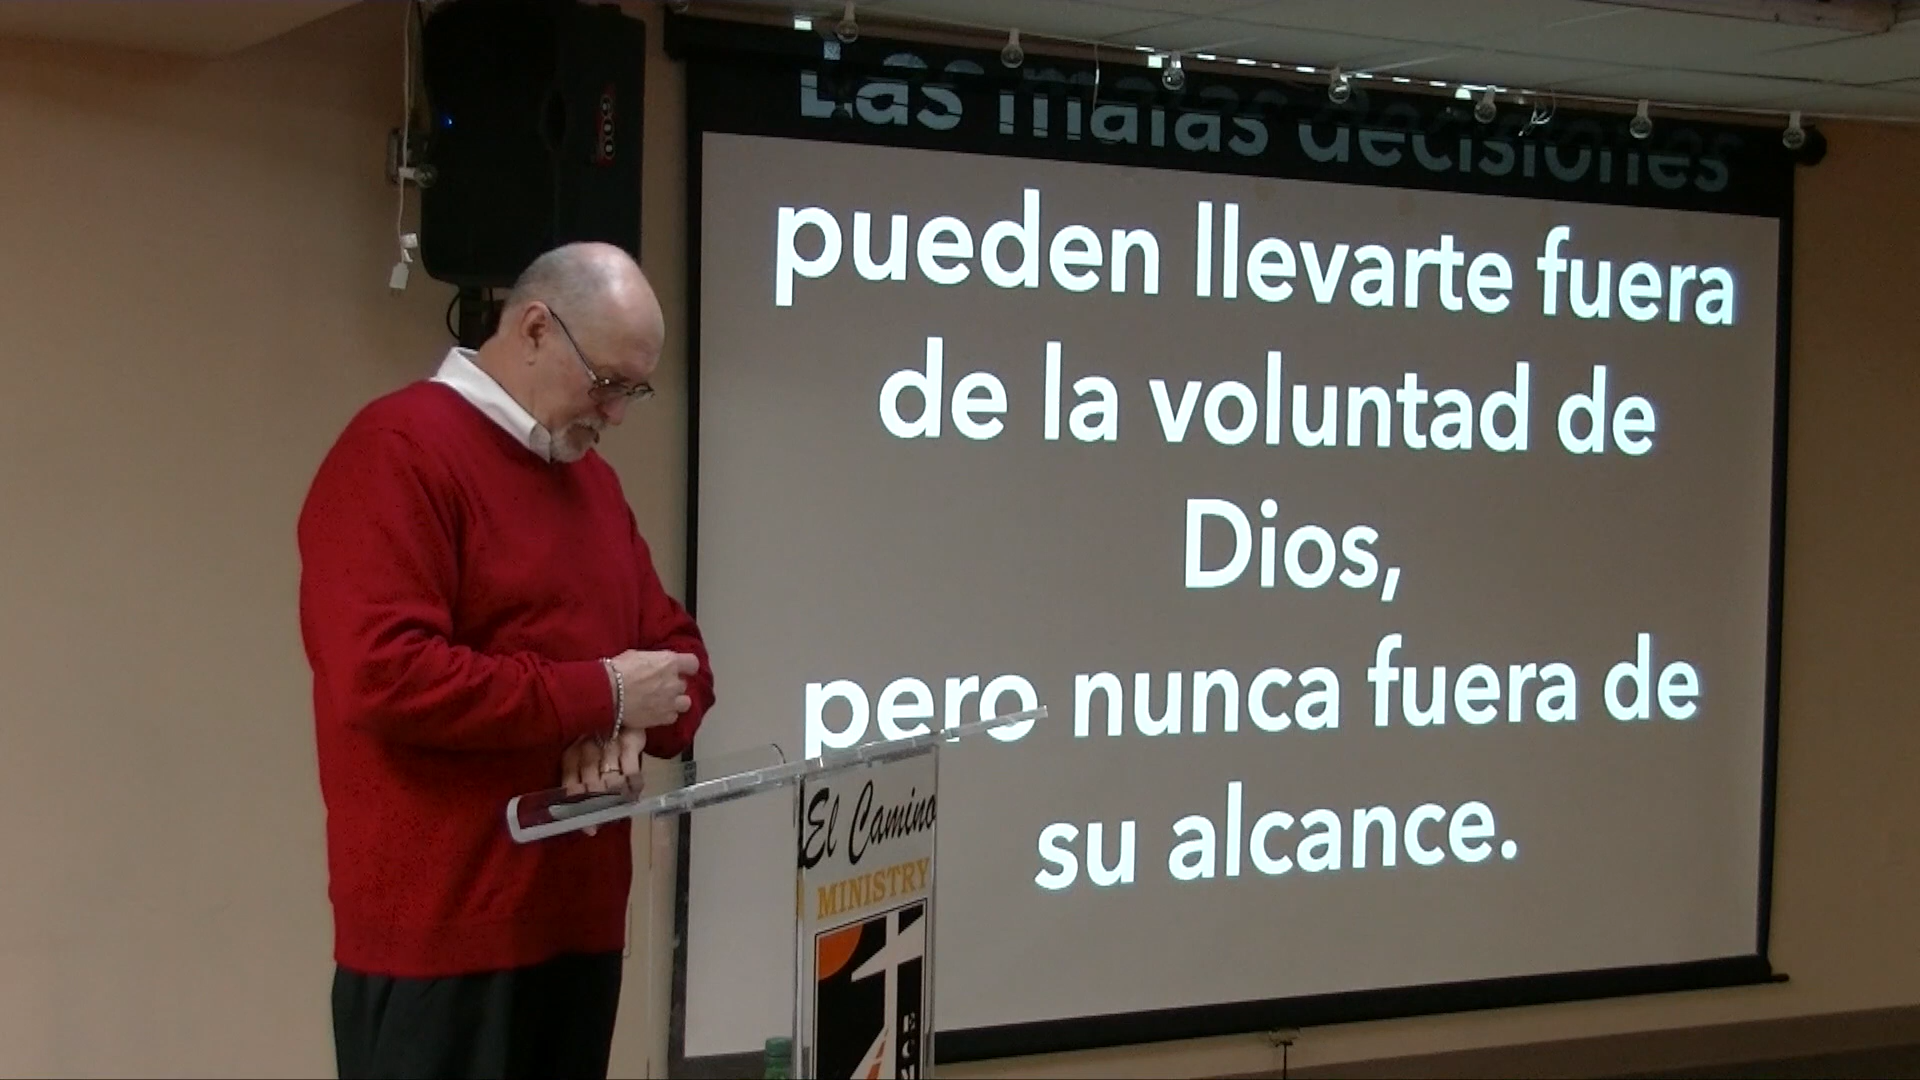 Las malas decisiones
pueden llevarte fuera
de la voluntad de
Dios,
pero nunca fuera de
su alcance.
El Camino
MINISTRY
ECM